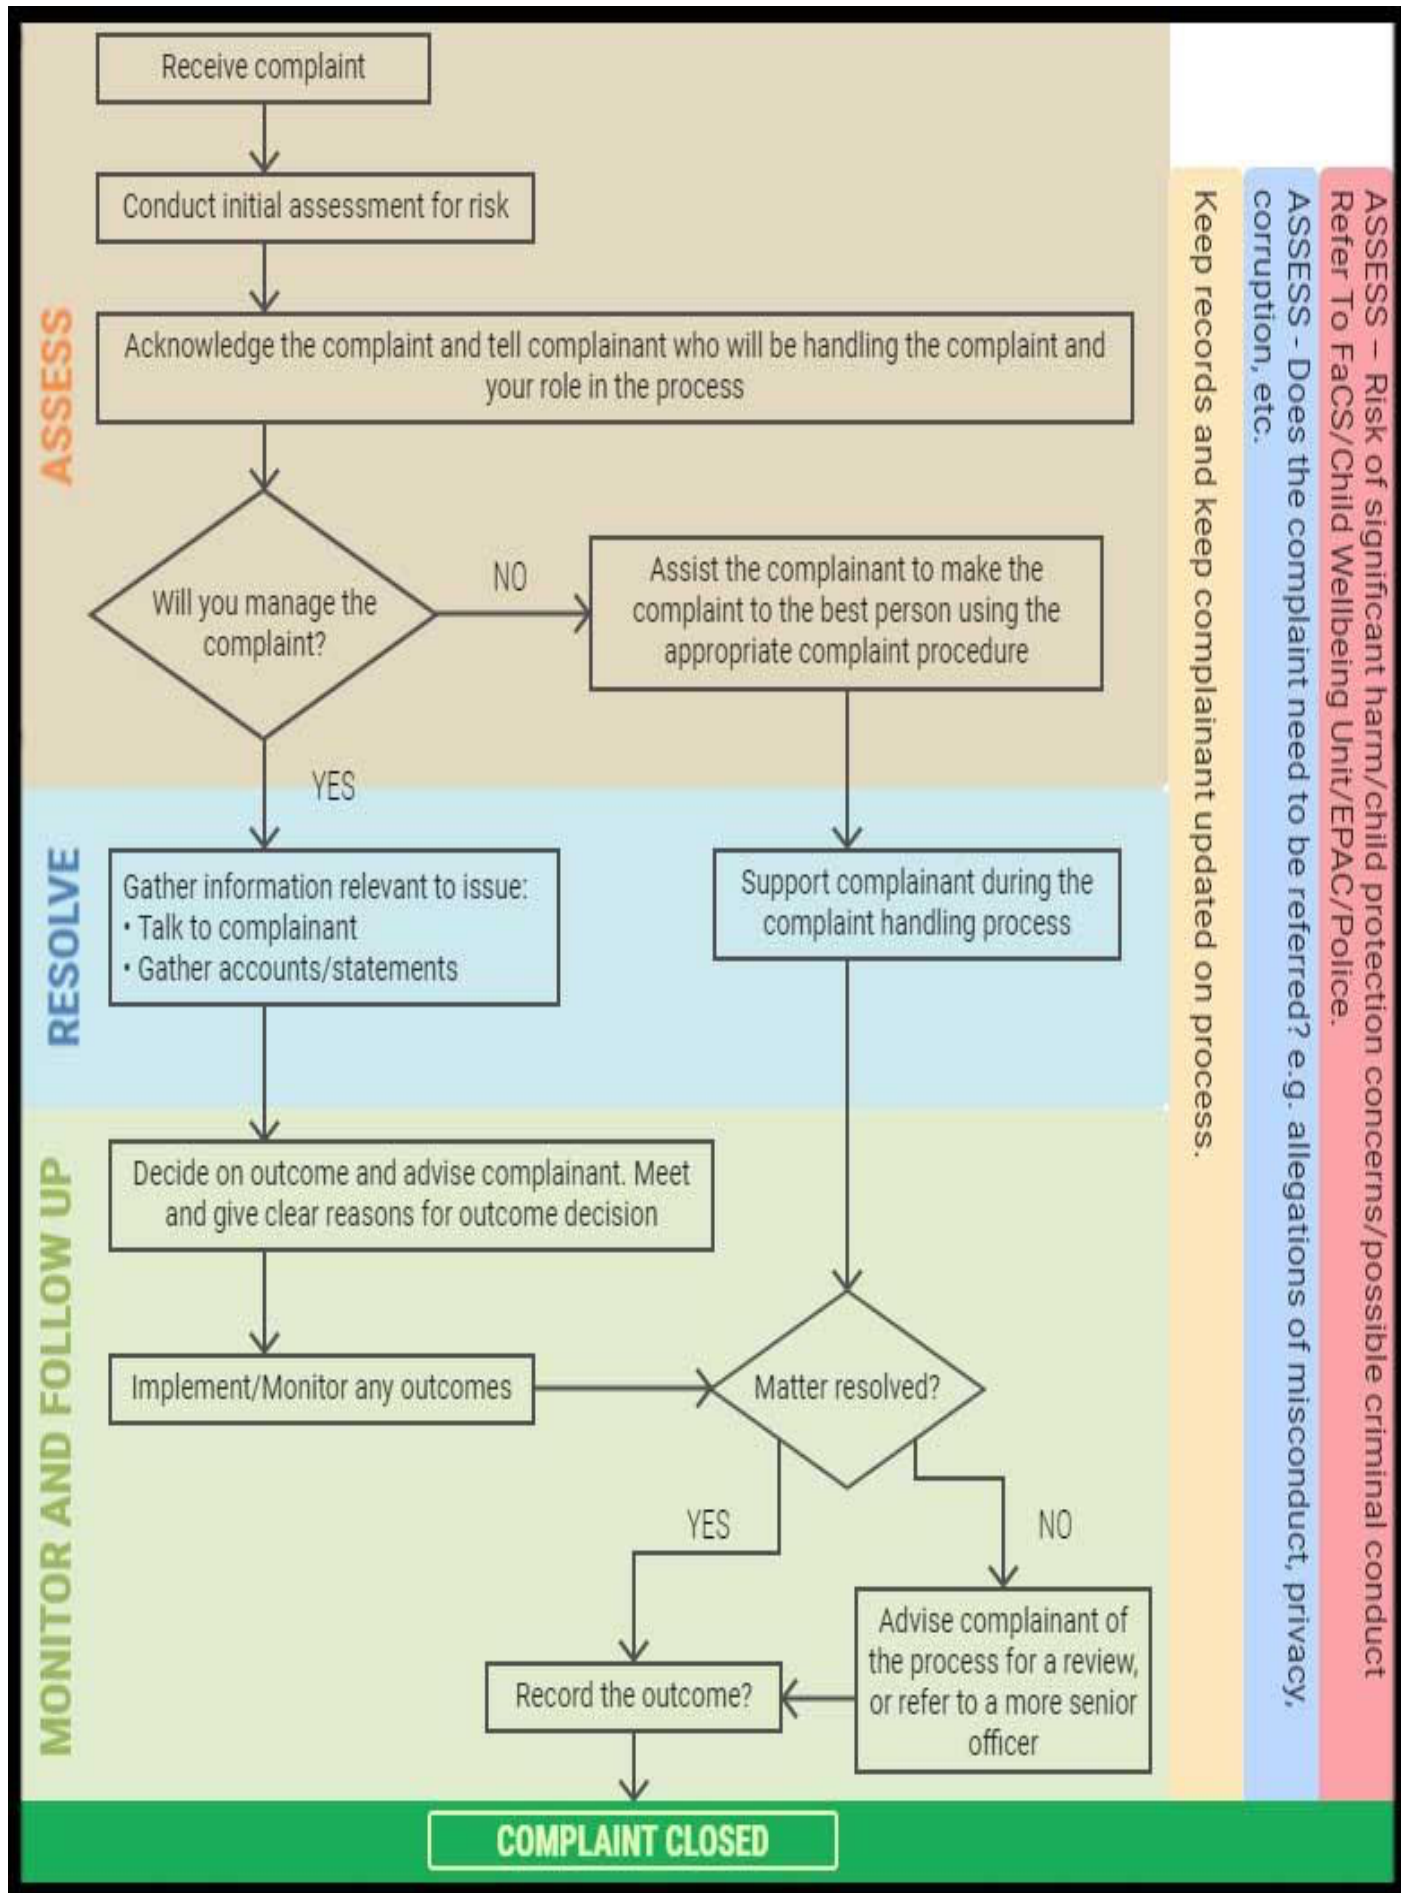 Receive complaint
Conduct initial assessment for risk
Acknowledge the complaint and tell complainant who will be handling the complaint and
your role in the process
ASSESS
Will you manage the
complaint?
NO
Assist the complainant to make the
complaint to the best person using the
appropriate complaint procedure
YES
RESOLVE
Gather information relevant to issue:
• Talk to complainant
• Gather accounts/statements
Support complainant during the
complaint handling process
MONITOR AND FOLLOW UP
Decide on outcome and advise complainant. Meet
and give clear reasons for outcome decision
Implement/Monitor any outcomes
Matter resolved?
YES
NO
Record the outcome?
Advise complainant of
the process for a review,
or refer to a more senior
officer
COMPLAINT CLOSED
ASSESS – Risk of significant harm/child protection concerns/possible criminal conduct
Refer To FaCS/Child Wellbeing Unit/EPAC/Police.
ASSESS - Does the complaint need to be referred? e.g. allegations of misconduct, privacy,
corruption, etc.
Keep records and keep complainant updated on process.